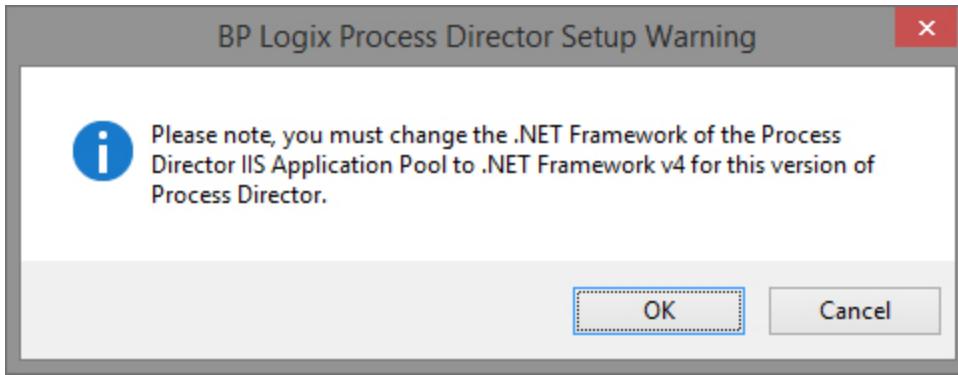 BP Logix Process Director Setup Warning
Please note, you must change the .NET Framework of the Process
Director IIS Application Pool to .NET Framework v4 for this version of
Process Director.
OK
Cancel